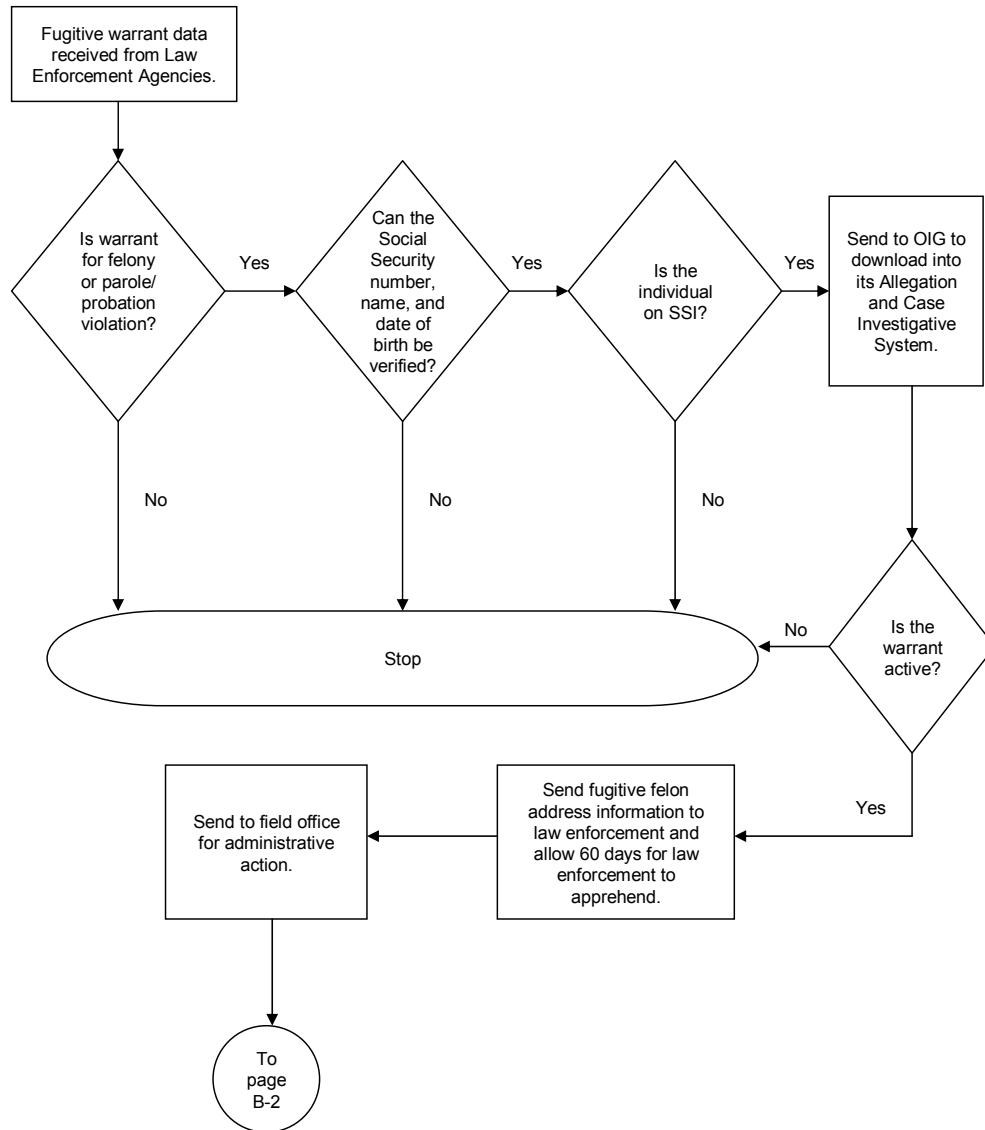 Fugitive warrant data
received from Law
Enforcement Agencies.
Is warrant
for felony
or parole/
probation
violation?
Yes
No
Can the
Social
Security
number,
name, and
date of
birth be
verified?
Yes
No
Is the
individual
on SSI?
Yes
No
Send to OIG to
download into
its Allegation
and Case
Investigative
System.
Is the
warrant
active?
No
Stop
Yes
Send fugitive felon
address information to
law enforcement and
allow 60 days for law
enforcement to
apprehend.
Send to field office
for administrative
action.
To
page
B-2